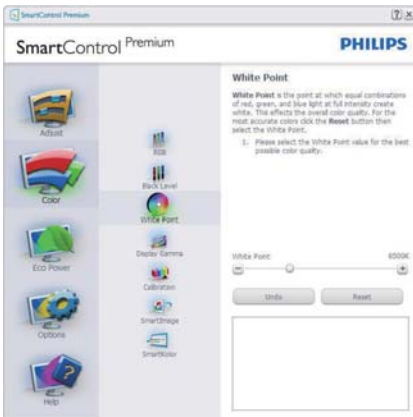 SmartControl Premium
SmartControl Premium
PHILIPS
Adjust
Color
Eco Power
Options
Help
RGB
Black Level
White Point
Display Gamma
Calibration
SmartImage
SmartKolor
White Point
White Point is the point at which equal combinations
of red, green, and blue light at full intensity create
white. This effects the overall color quality. For the
most accurate colors click the Reset button then
select the White Point.
1. Please select the White Point value for the best
possible color quality.
White Point 6500K
Undo
Reset